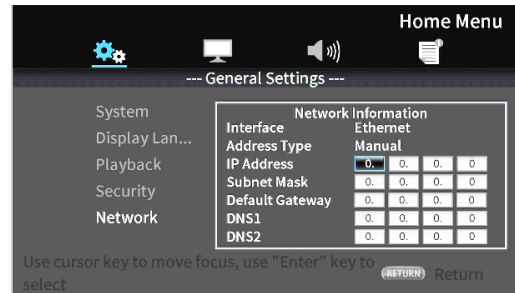 Home Menu
--- General Settings ---
System
Display Lan...
Playback
Security
Network
Network Information
Interface Ethernet
Address Type Manual
IP Address 0. 0. 0. 0
Subnet Mask 0. 0. 0. 0
Default Gateway 0. 0. 0. 0
DNS1 0. 0. 0. 0
DNS2 0. 0. 0. 0
Use cursor key to move focus, use "Enter" key to
select
RETURN Return